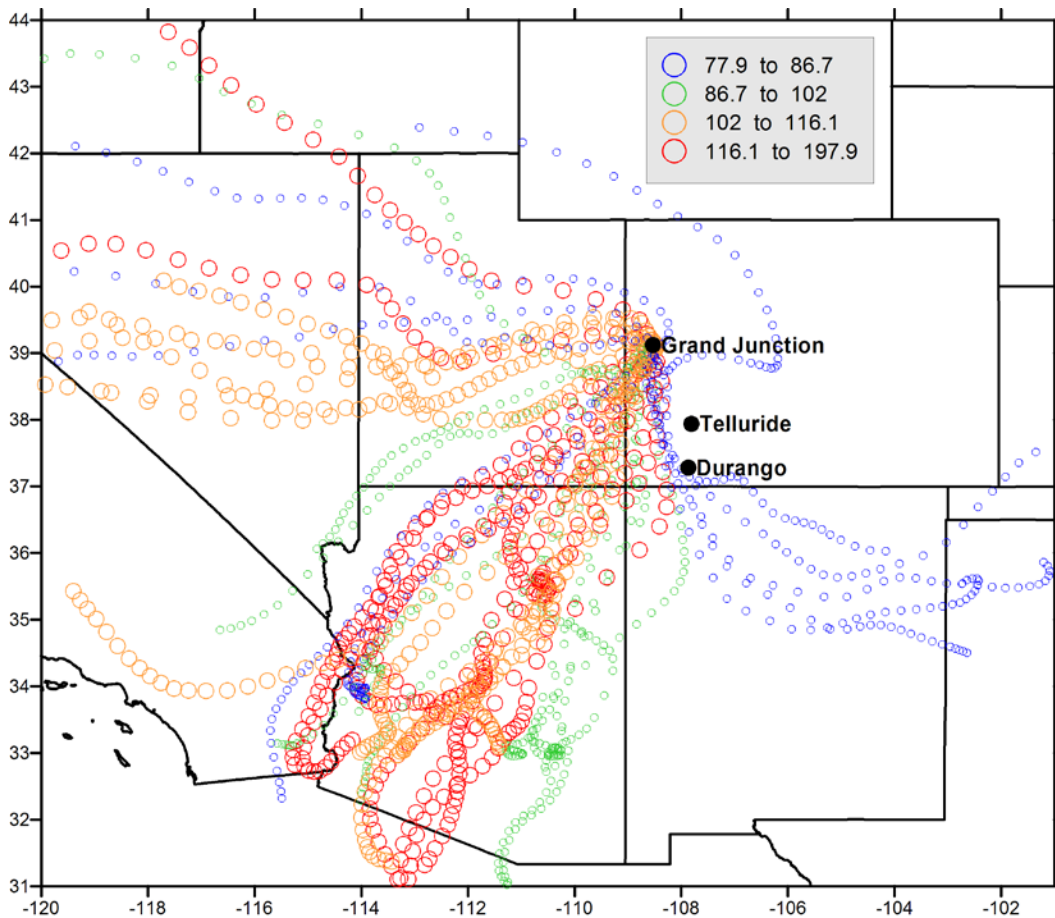 44
43
42
41
40
39
38
37
36
35
34
33
32
31
77.9 to 86.7
86.7 to 102
102 to 116.1
116.1 to 197.9
Grand Junction
Telluride
Durango
-120 -118 -116 -114 -112 -110 -108 -106 -104 -102